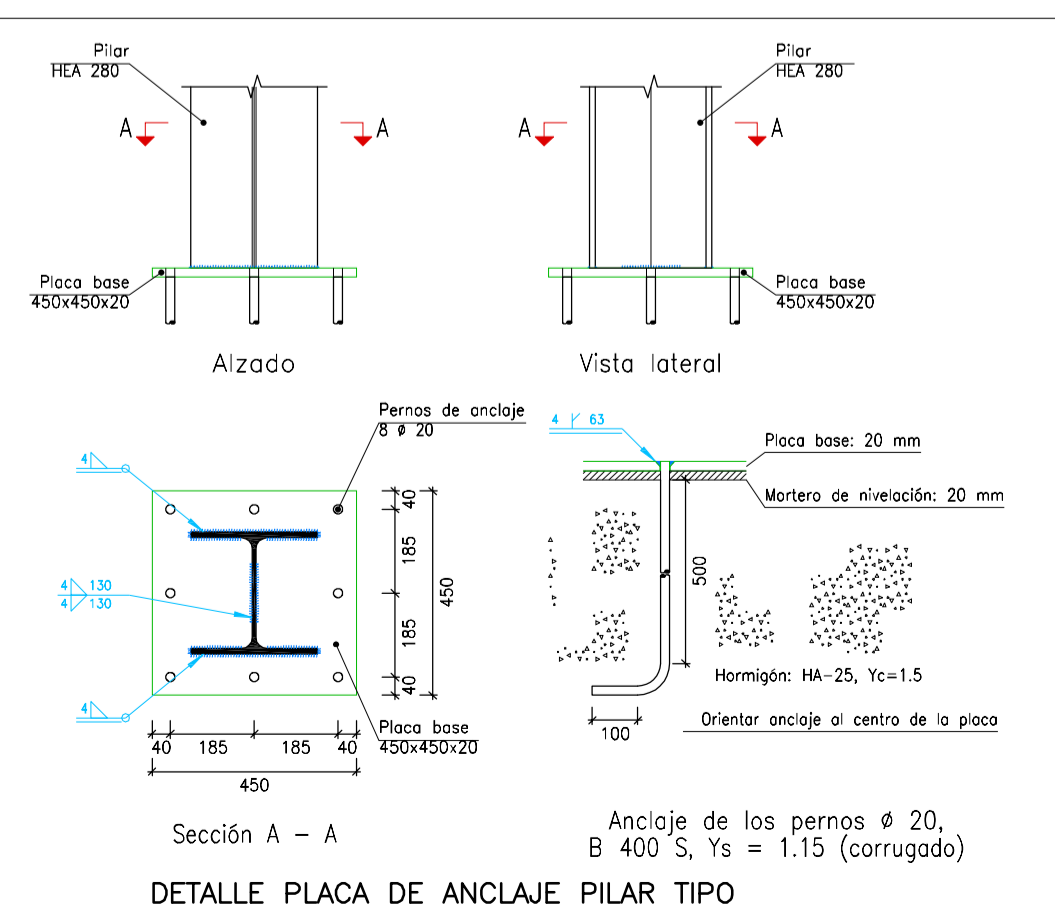 Pilar
HEA 280
A
A
Placa base
450x450x20
Alzado
Pilar
HEA 280
A
A
Placa base
450x450x20
Vista lateral
Pernos de anclaje
8 ø 20
4
4 130
4 130
4
40
185
185
40
450
40
185
185
40
450
Placa base
450x450x20
Sección A – A
4 63
Placa base: 20 mm
Mortero de nivelación: 20 mm
500
Hormigón: HA-25, Yc=1.5
100
Orientar anclaje al centro de la placa
Anclaje de los pernos ø 20,
B 400 S, Ys = 1.15 (corrugado)
DETALLE PLACA DE ANCLAJE PILAR TIPO